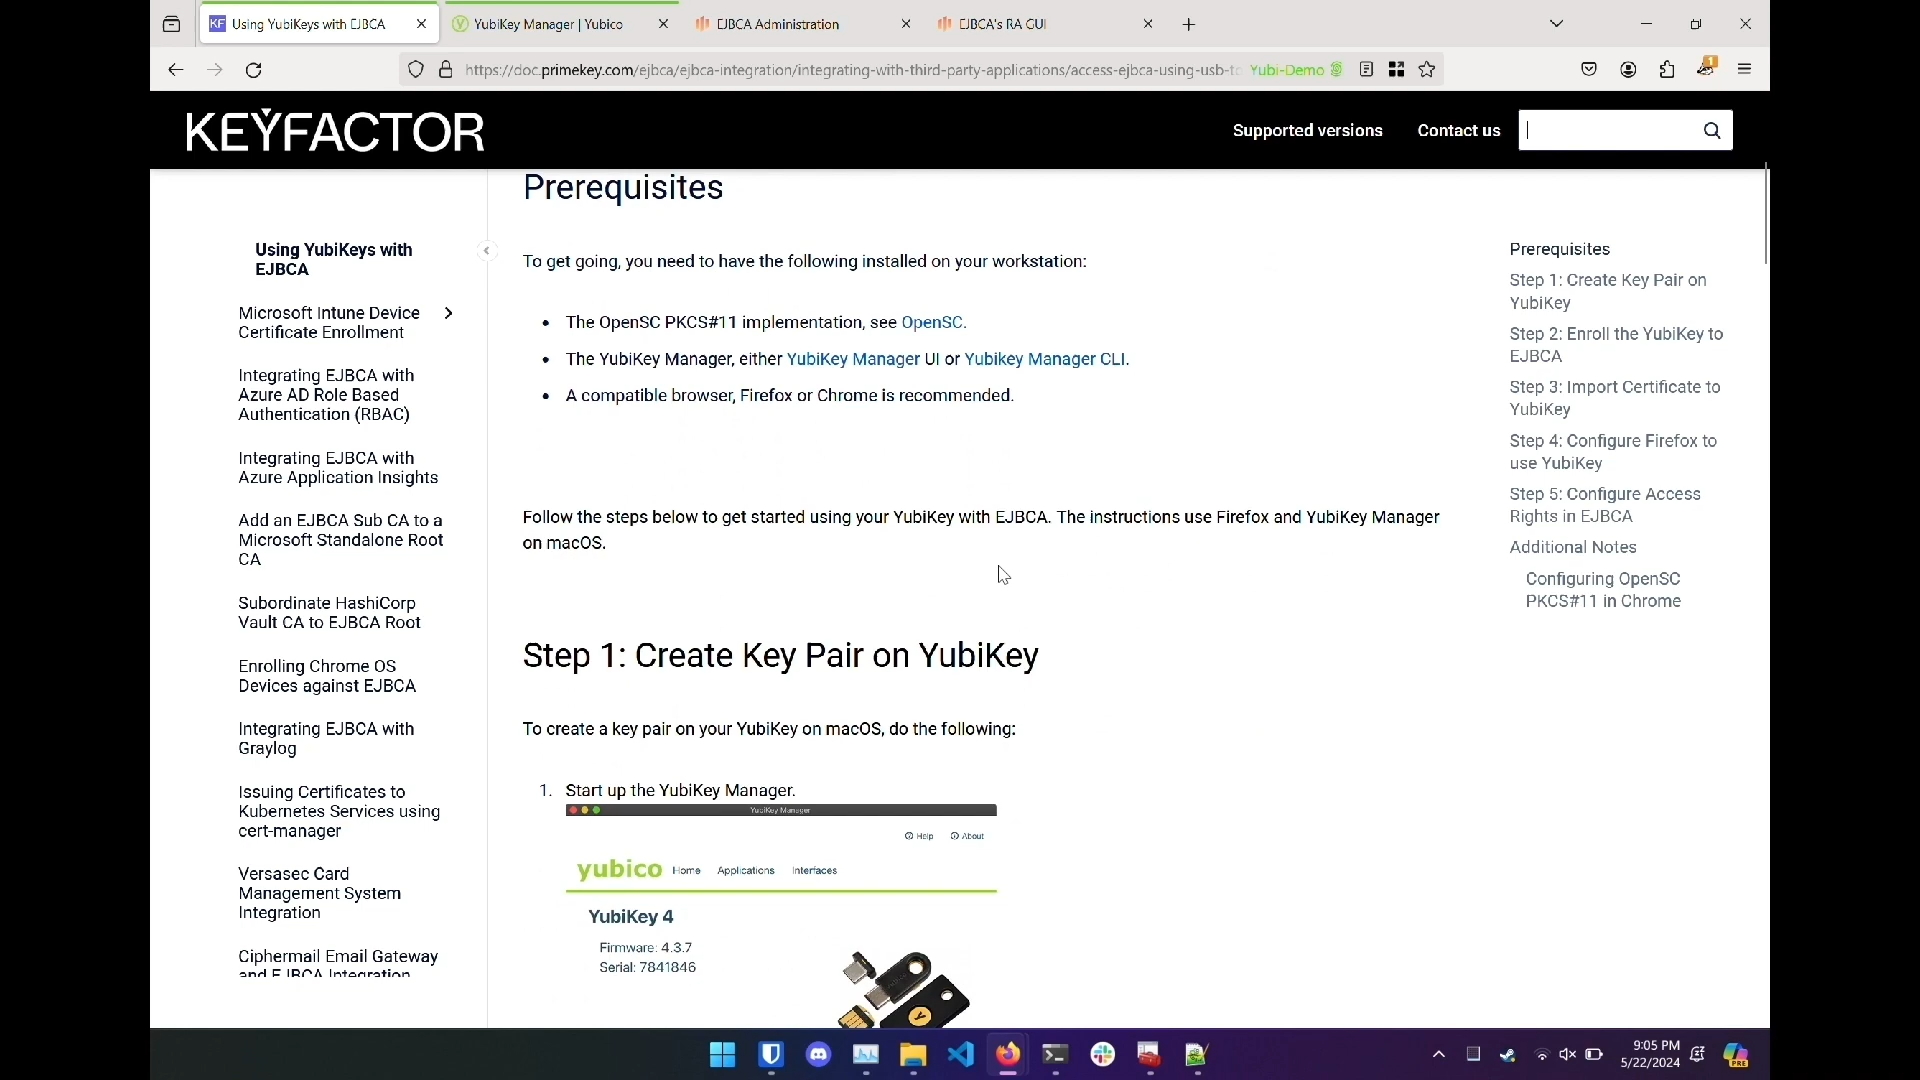 Using YubiKeys with EJBCA
YubiKey Manager | Yubico
EJBCA Administration
EJBCA's RA GUI
https://doc.primekey.com/ejbca/ejbca-integration/integrating-with-third-party-applications/access-ejbca-using-usb-to
Yubi-Demo
1
KEYFACTOR
Supported versions
Contact us
Using YubiKeys with
EJBCA
Microsoft Intune Device
Certificate Enrollment
Integrating EJBCA with
Azure AD Role Based
Authentication (RBAC)
Integrating EJBCA with
Azure Application Insights
Add an EJBCA Sub CA to a
Microsoft Standalone Root
CA
Subordinate HashiCorp
Vault CA to EJBCA Root
Enrolling Chrome OS
Devices against EJBCA
Integrating EJBCA with
Graylog
Issuing Certificates to
Kubernetes Services using
cert-manager
Versasec Card
Management System
Integration
Ciphermail Email Gateway
and EJBCA Integration
Prerequisites
To get going, you need to have the following installed on your workstation:
• The OpenSC PKCS#11 implementation, see OpenSC.
• The YubiKey Manager, either YubiKey Manager UI or Yubikey Manager CLI.
• A compatible browser, Firefox or Chrome is recommended.
Follow the steps below to get started using your YubiKey with EJBCA. The instructions use Firefox and YubiKey Manager
on macOS.
Step 1: Create Key Pair on YubiKey
To create a key pair on your YubiKey on macOS, do the following:
1. Start up the YubiKey Manager.
YubiKey Manager
Help
About
yubico
Home
Applications
Interfaces
YubiKey 4
Firmware: 4.3.7
Serial: 7841846
Prerequisites
Step 1: Create Key Pair on
YubiKey
Step 2: Enroll the YubiKey to
EJBCA
Step 3: Import Certificate to
YubiKey
Step 4: Configure Firefox to
use YubiKey
Step 5: Configure Access
Rights in EJBCA
Additional Notes
Configuring OpenSC
PKCS#11 in Chrome
9:05 PM
5/22/2024
PRE